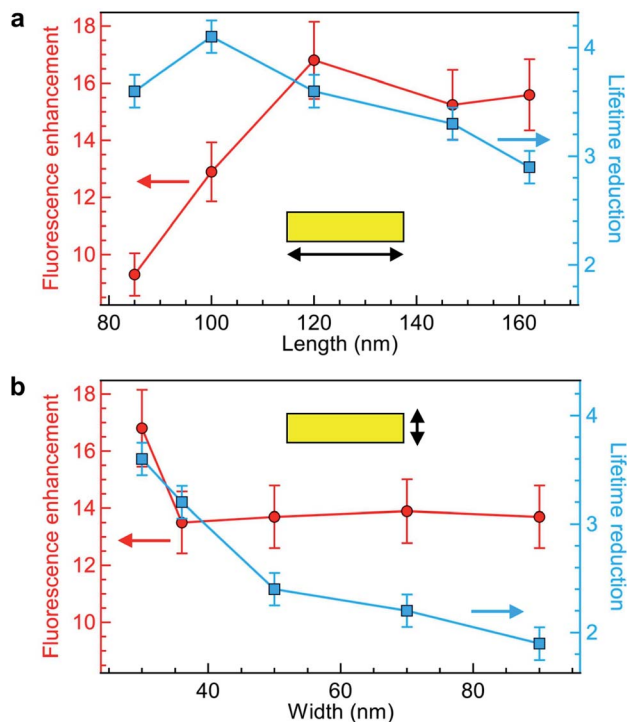 a
18
16
14
12
10
Fluorescence enhancement
4
3
2
Lifetime reduction
80 100 120 140 160
Length (nm)
b
18
16
14
12
10
Fluorescence enhancement
4
3
2
Lifetime reduction
40 60 80
Width (nm)